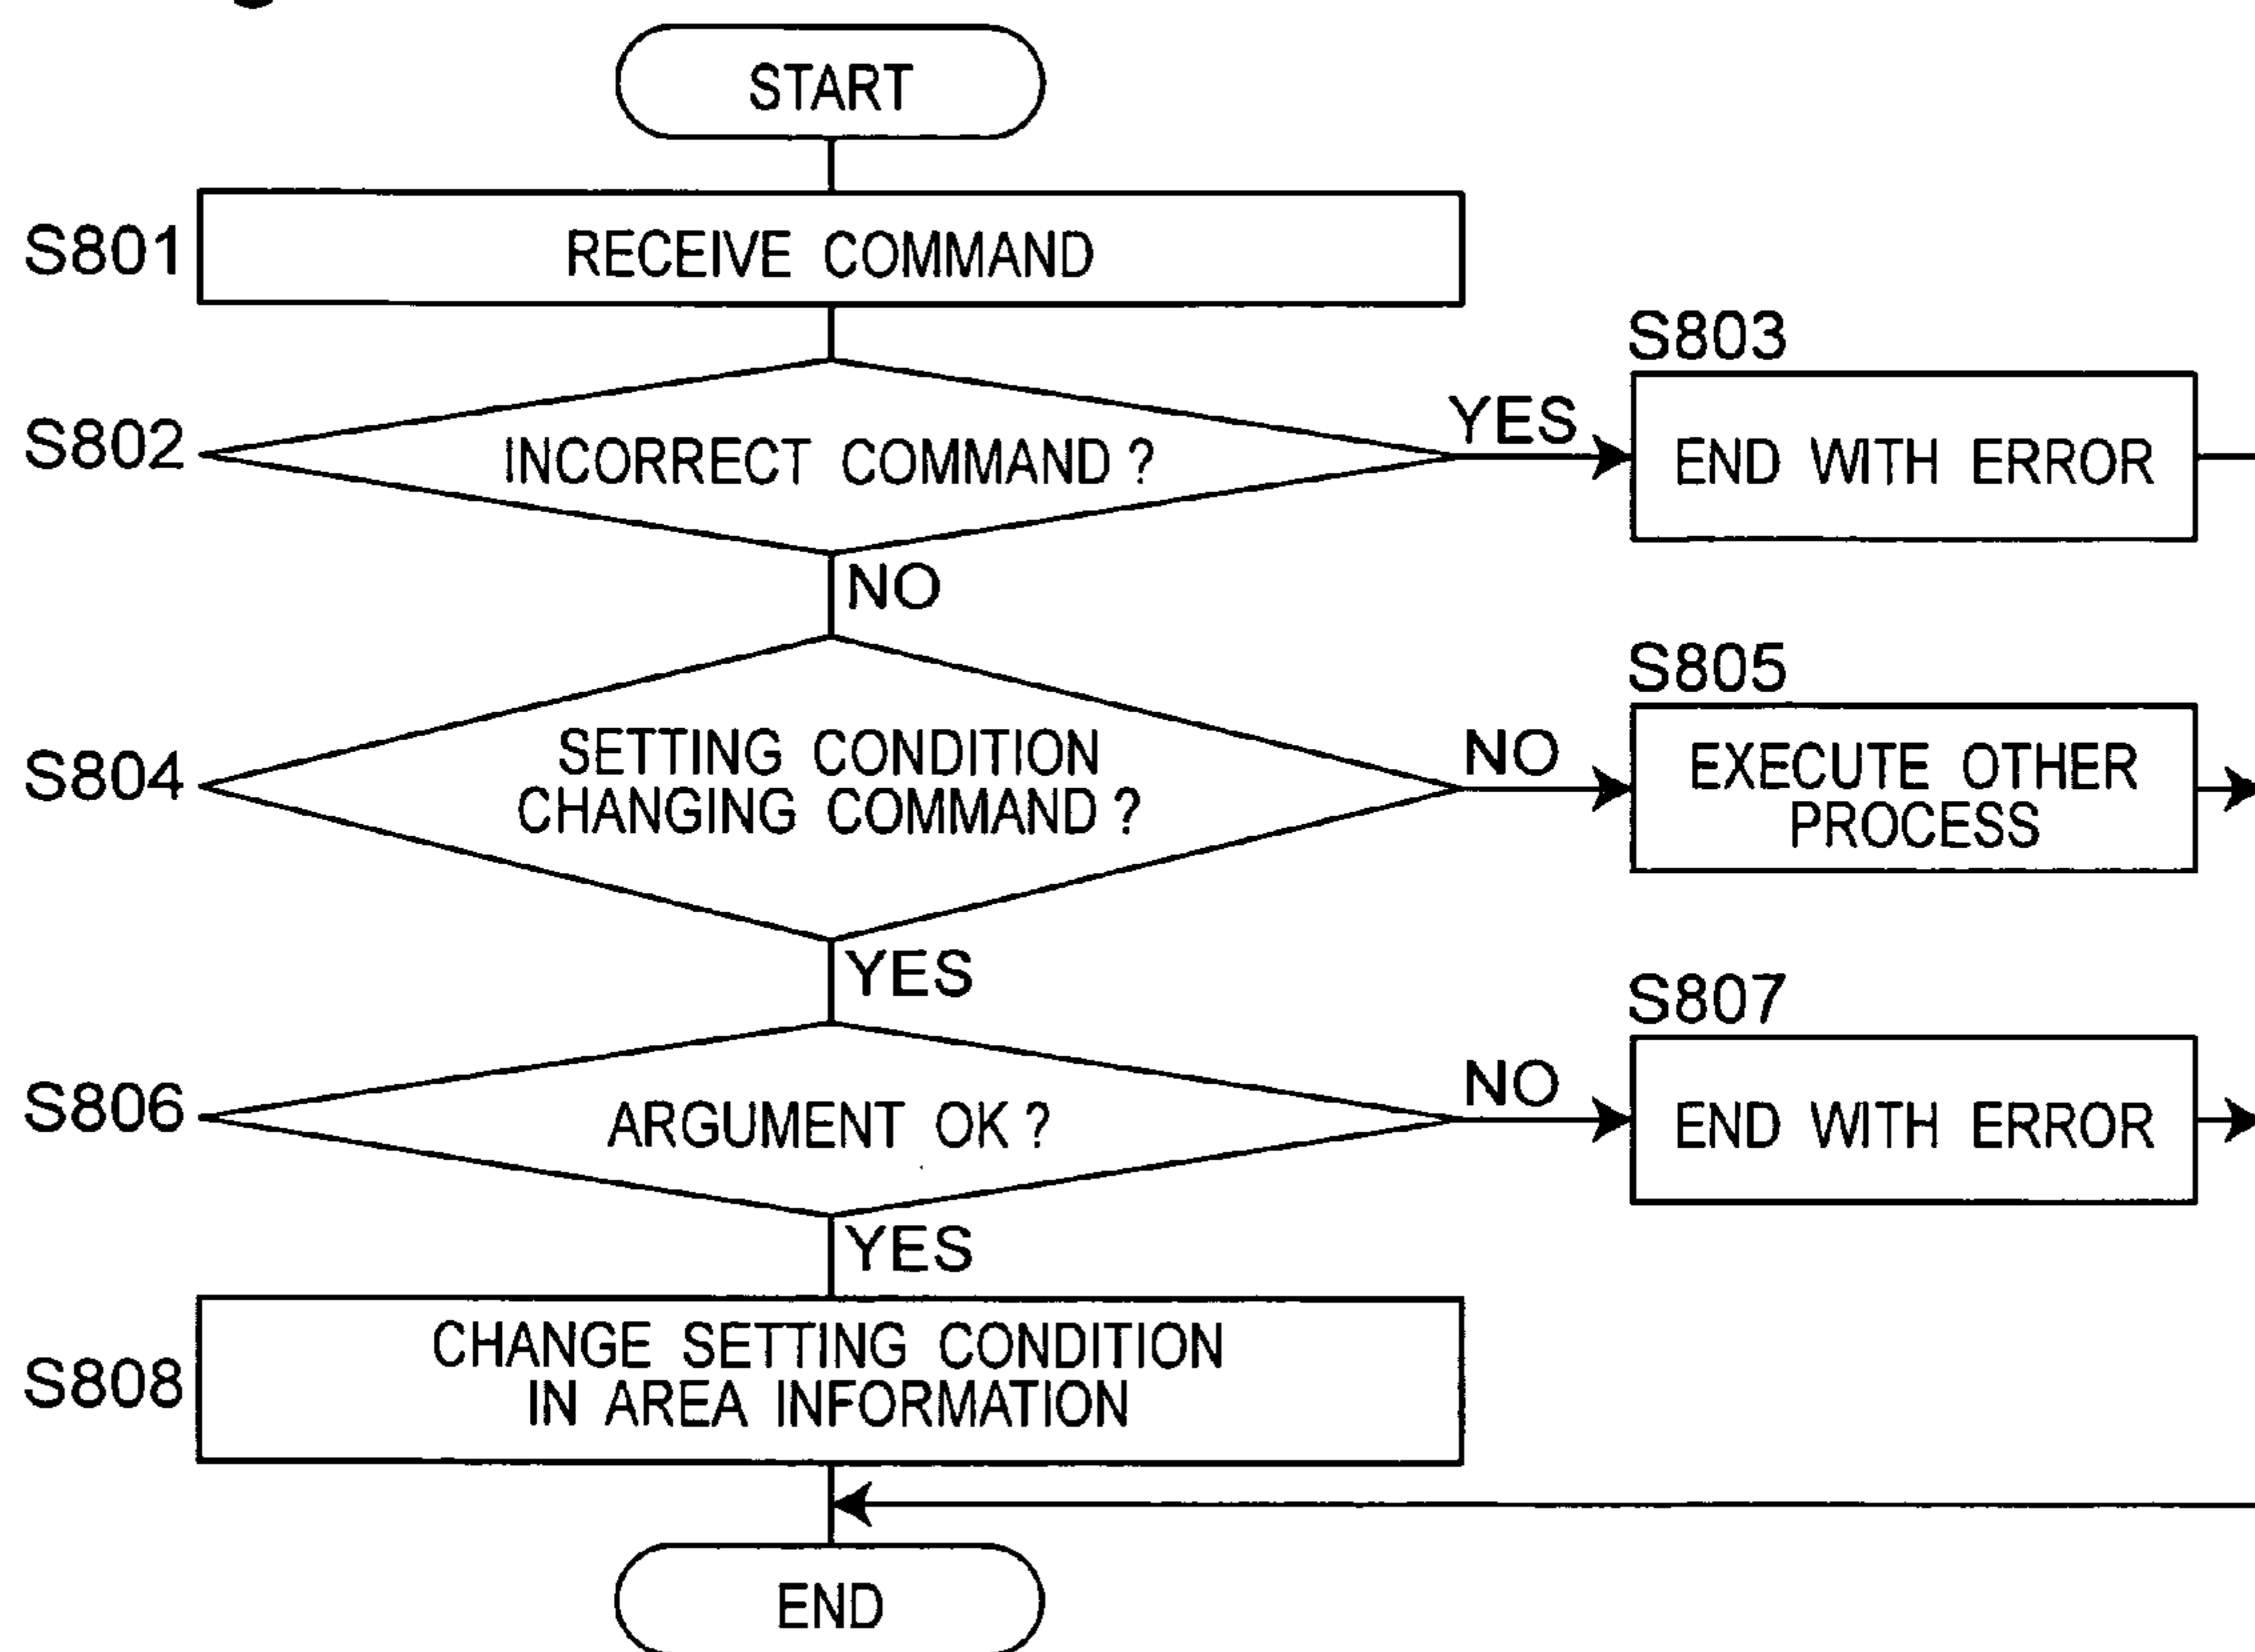 START
S801
RECEIVE COMMAND
S802
INCORRECT COMMAND ?
YES
S803
END WITH ERROR
NO
S804
SETTING CONDITION
CHANGING COMMAND ?
NO
S805
EXECUTE OTHER
PROCESS
YES
S806
ARGUMENT OK ?
NO
S807
END WITH ERROR
YES
S808
CHANGE SETTING CONDITION
IN AREA INFORMATION
END